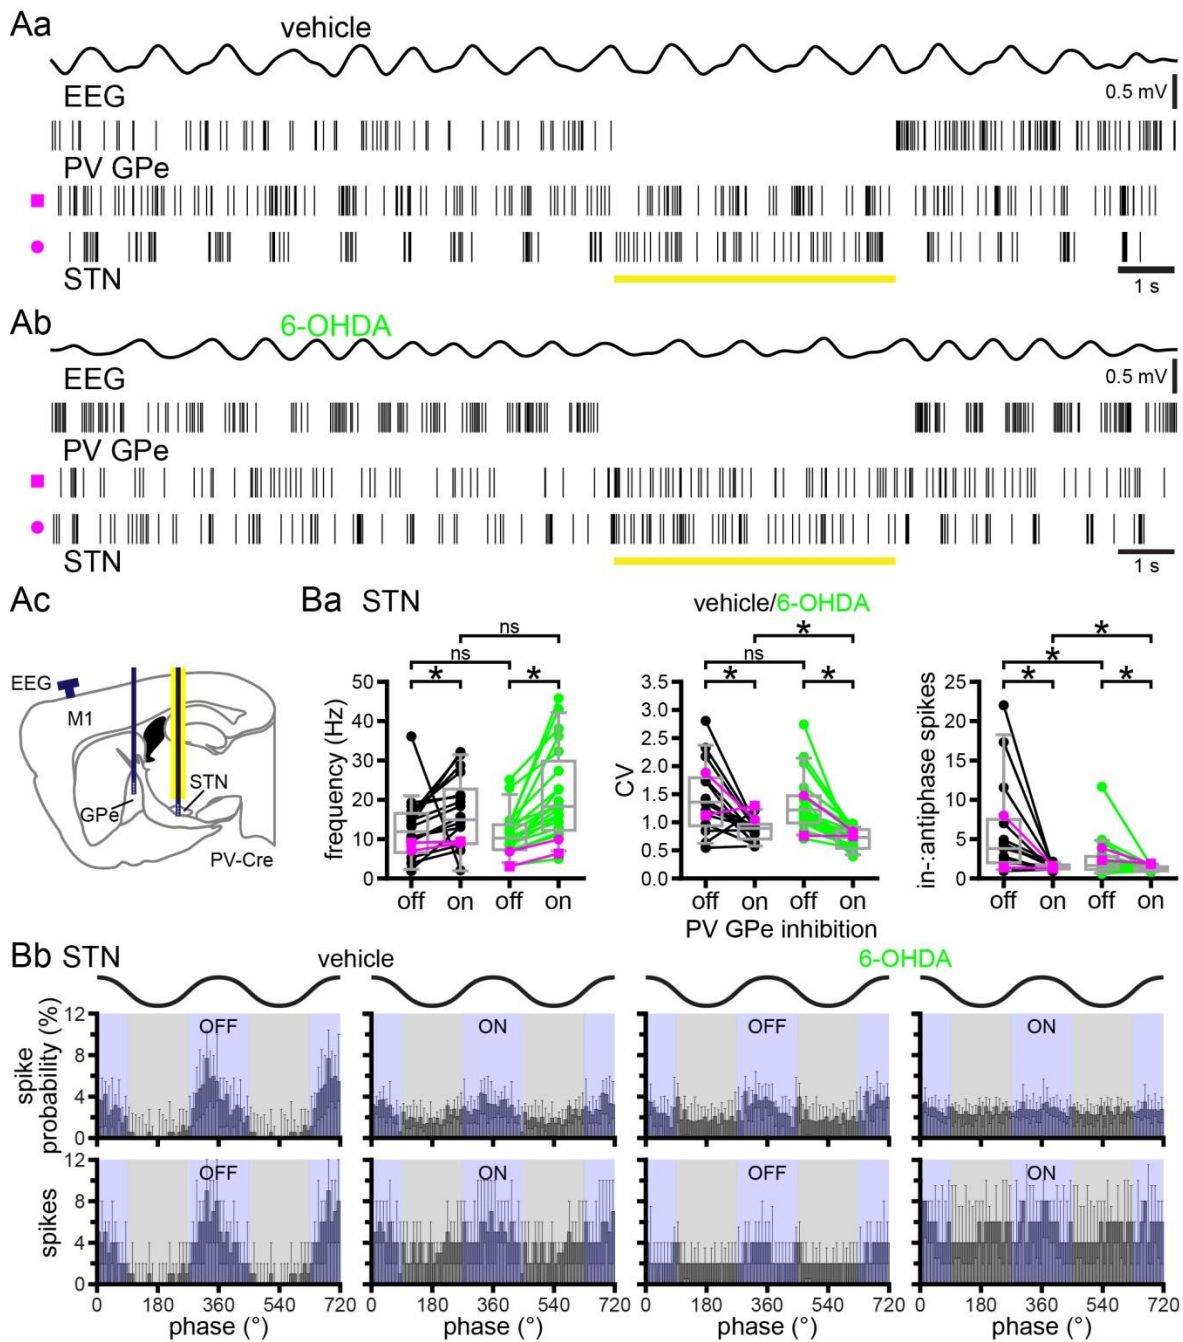 Aa
vehicle
EEG
0.5 mV
PV GPe
STN
1 s
Ab
6-OHDA
EEG
0.5 mV
PV GPe
STN
1 s
Ac
EEG
M1
GPe
STN
PV-Cre
Ba STN
vehicle/6-OHDA
ns
ns
* *
frequency (Hz)
50
40
30
20
10
0
off on off on
*
ns
* *
CV
3.5
3.0
2.5
2.0
1.5
1.0
0.5
0.0
off on off on
PV GPe inhibition
*
*
* *
in-:antiphase spikes
25
20
15
10
5
0
off on off on
Bb STN
vehicle
6-OHDA
spike
probability (%)
12
8
4
0
OFF ON OFF ON
spikes
12
8
4
0
OFF ON OFF ON
0 180 360 540 720 0 180 360 540 720 0 180 360 540 720 0 180 360 540 720
phase (°) phase (°) phase (°) phase (°)